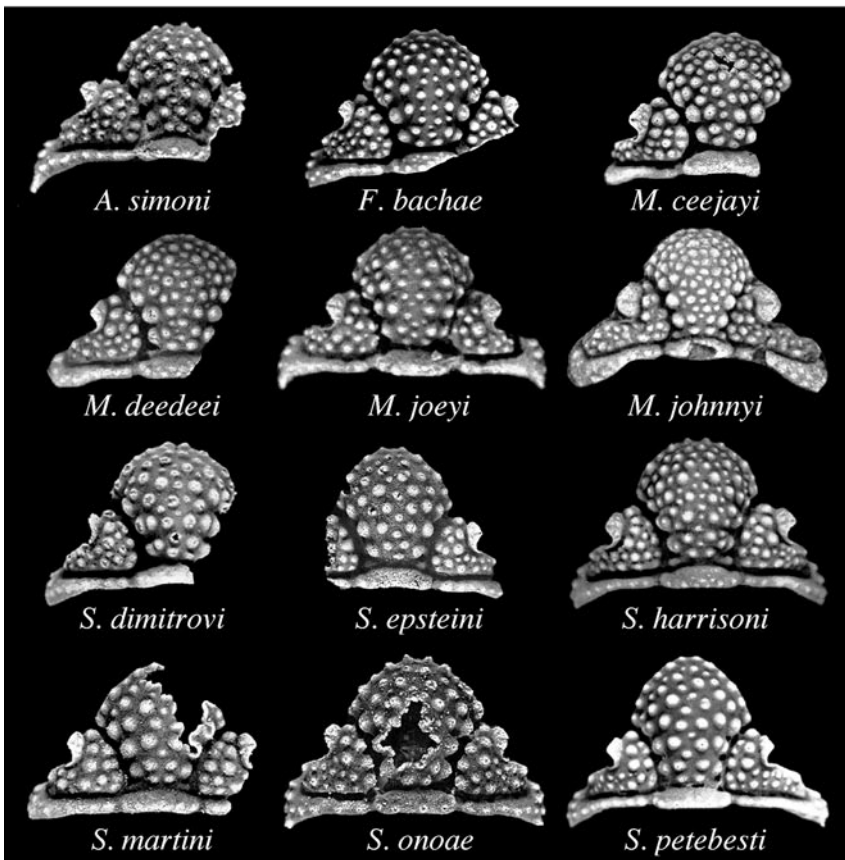 A. simoni
F. bachae
M. ceejayi
M. deedeei
M. joeyi
M. johnnyi
S. dimitrovi
S. epsteini
S. harrisoni
S. martini
S. onoae
S. petebesti